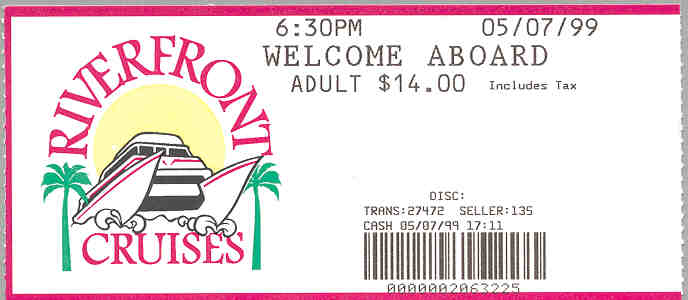 RIVERFRONT
CRUISES
6:30PM 05/07/99
WELCOME ABOARD
ADULT $14.00 Includes Tax
DISC:
TRANS:27472 SELLER:135
CASH 05/07/99 17:11
0000002063225